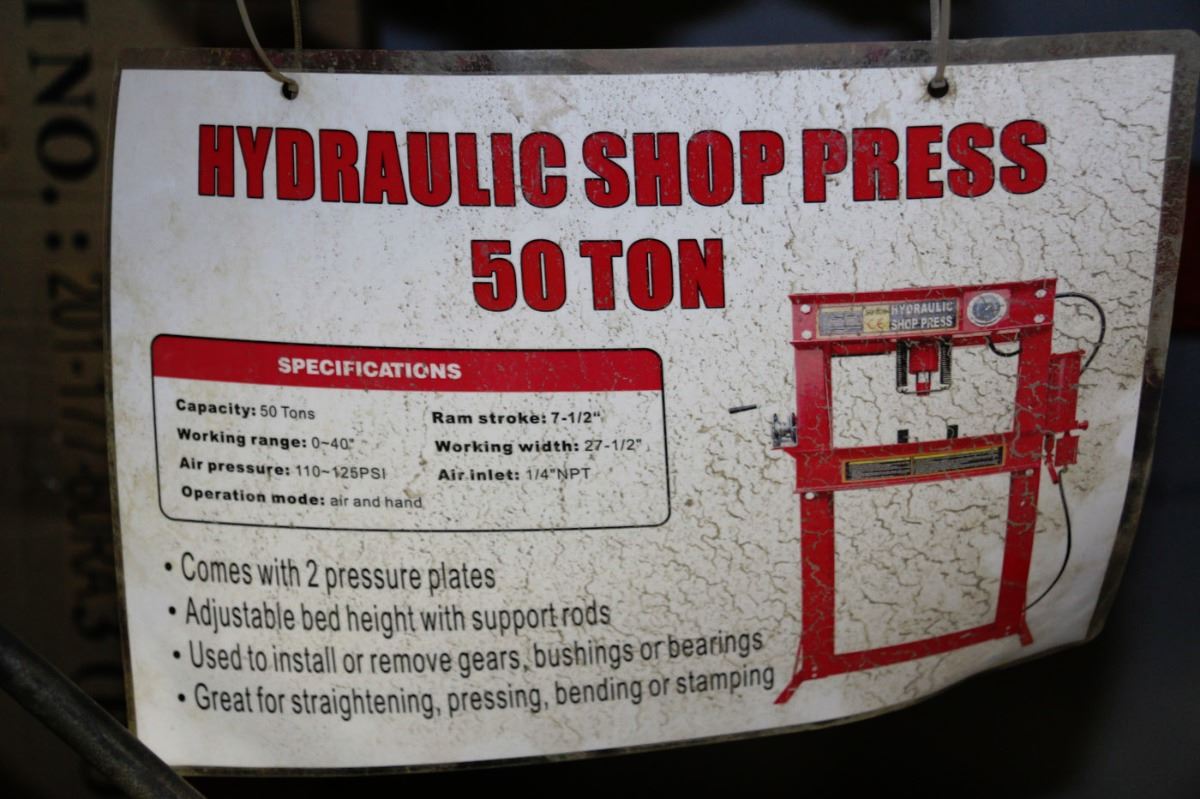 HYDRAULIC SHOP PRESS
50 TON
SPECIFICATIONS
Capacity: 50 Tons
Ram stroke: 7-1/2"
Working range: 0~40"
Working width: 27-1/2"
Air pressure: 110~125PSI
Air inlet: 1/4"NPT
Operation mode: air and hand
• Comes with 2 pressure plates
• Adjustable bed height with support rods
• Used to install or remove gears, bushings or bearings
• Great for straightening, pressing, bending or stamping
HYDRAULIC
SHOP PRESS
NO.: